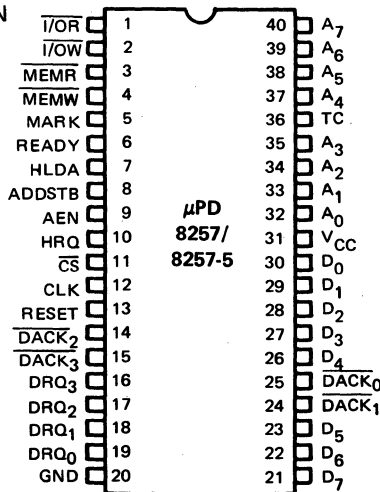 N
I/OR 1 40 A7
I/OW 2 39 A6
MEMR 3 38 A5
MEMW 4 37 A4
MARK 5 36 TC
READY 6 35 A3
HLDA 7 34 A2
ADDSTB 8 33 A1
AEN 9 32 A0
HRQ 10 31 VCC
CS 11 30 D0
CLK 12 29 D1
RESET 13 28 D2
DACK2 14 27 D3
DACK3 15 26 D4
DRQ3 16 25 DACK0
DRQ2 17 24 DACK1
DRQ1 18 23 D5
DRQ0 19 22 D6
GND 20 21 D7
μPD
8257/
8257-5